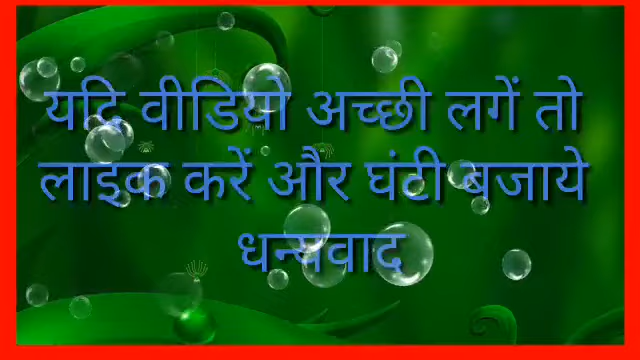 यदि वीडियो अच्छी लगें तो
लाइक करें और घंटी बजाये
धन्यवाद